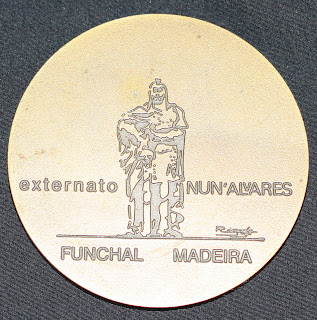 externato NUN'ALVARES
FUNCHAL MADEIRA